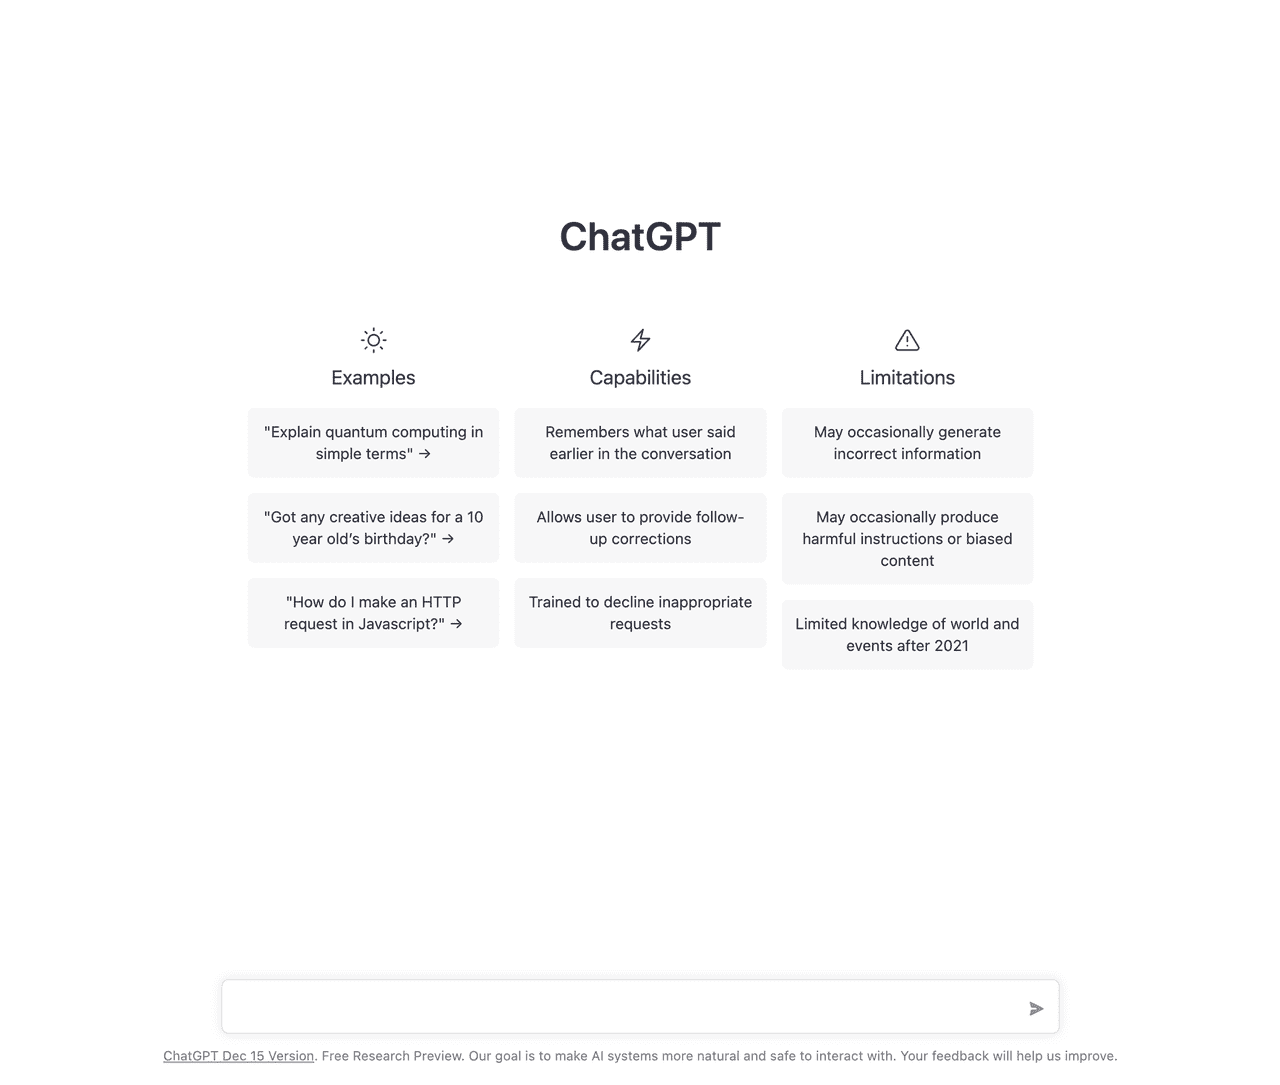 ChatGPT
Examples
"Explain quantum computing in
simple terms" →
"Got any creative ideas for a 10
year old’s birthday?" →
"How do I make an HTTP
request in Javascript?" →
Capabilities
Remembers what user said
earlier in the conversation
Allows user to provide follow-
up corrections
Trained to decline inappropriate
requests
Limitations
May occasionally generate
incorrect information
May occasionally produce
harmful instructions or biased
content
Limited knowledge of world and
events after 2021
ChatGPT Dec 15 Version. Free Research Preview. Our goal is to make AI systems more natural and safe to interact with. Your feedback will help us improve.